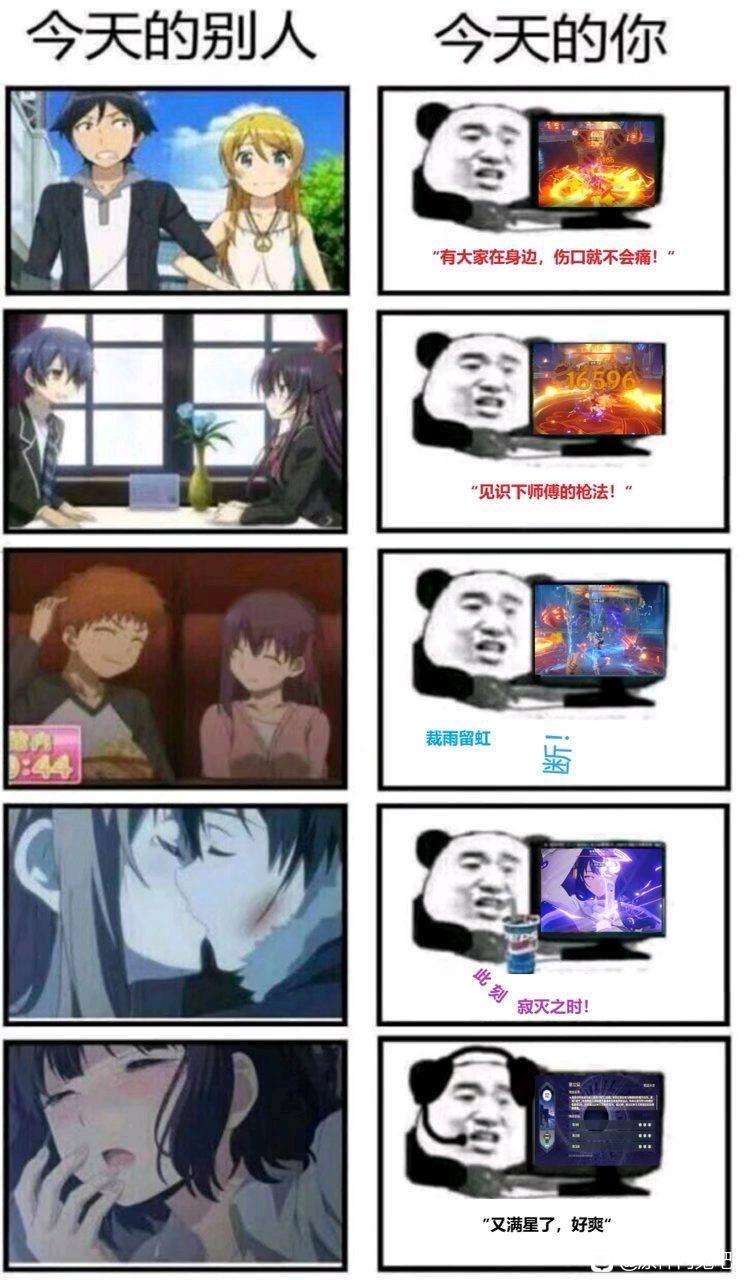 今天的别人
今天的你
"有大家在身边，伤口就不会痛！"
16596
"见识下师傅的枪法！"
裁雨留虹
断！
0:44
此刻
寂灭之时！
"又满星了，好爽"